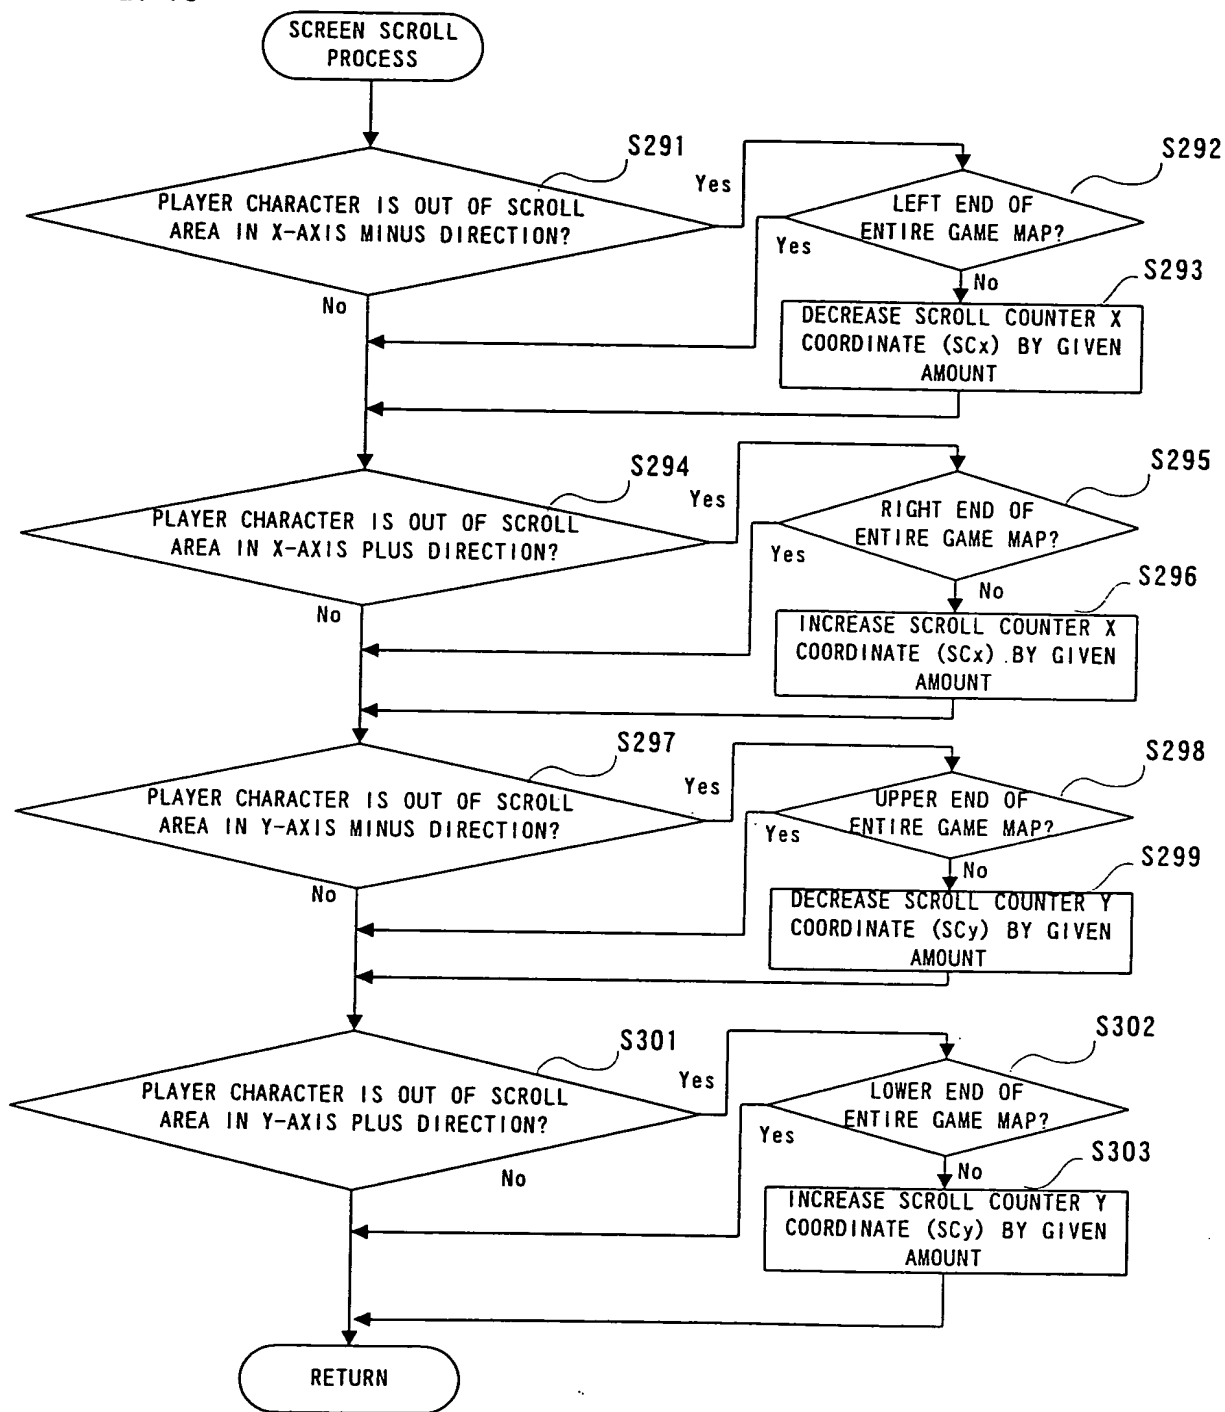 SCREEN SCROLL
PROCESS
S291
PLAYER CHARACTER IS OUT OF SCROLL
AREA IN X-AXIS MINUS DIRECTION?
Yes
No
S292
LEFT END OF
ENTIRE GAME MAP?
Yes
No
S293
DECREASE SCROLL COUNTER X
COORDINATE (SCx) BY GIVEN
AMOUNT
S294
PLAYER CHARACTER IS OUT OF SCROLL
AREA IN X-AXIS PLUS DIRECTION?
Yes
No
S295
RIGHT END OF
ENTIRE GAME MAP?
Yes
No
S296
INCREASE SCROLL COUNTER X
COORDINATE (SCx) BY GIVEN
AMOUNT
S297
PLAYER CHARACTER IS OUT OF SCROLL
AREA IN Y-AXIS MINUS DIRECTION?
Yes
No
S298
UPPER END OF
ENTIRE GAME MAP?
Yes
No
S299
DECREASE SCROLL COUNTER Y
COORDINATE (SCy) BY GIVEN
AMOUNT
S301
PLAYER CHARACTER IS OUT OF SCROLL
AREA IN Y-AXIS PLUS DIRECTION?
Yes
No
S302
LOWER END OF
ENTIRE GAME MAP?
Yes
No
S303
INCREASE SCROLL COUNTER Y
COORDINATE (SCy) BY GIVEN
AMOUNT
RETURN